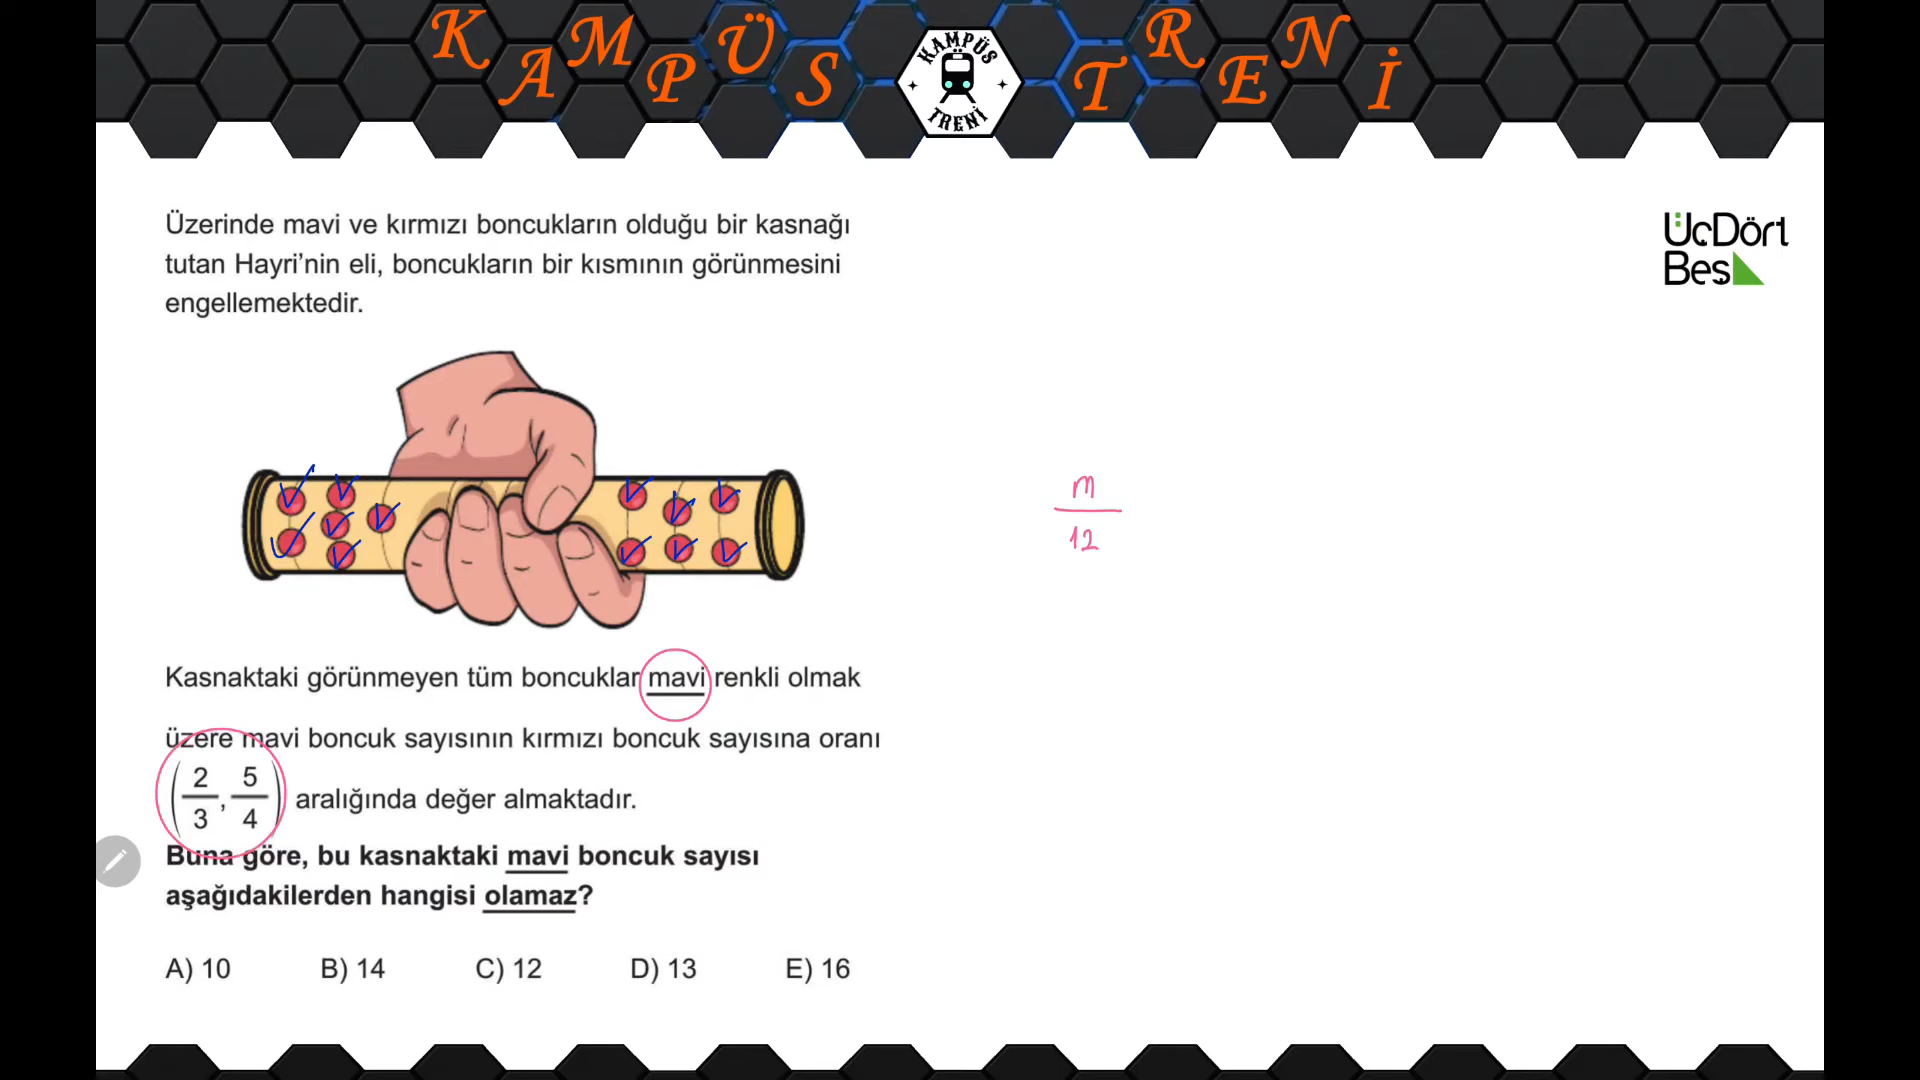 KAMPÜS TRENİ
KAMPÜS
TRENİ
Üzerinde mavi ve kırmızı boncukların olduğu bir kasnağı
tutan Hayri’nin eli, boncukların bir kısmının görünmesini
engellemektedir.
ÜçDört
Beş
m
12
Kasnaktaki görünmeyen tüm boncuklar mavi renkli olmak
üzere mavi boncuk sayısının kırmızı boncuk sayısına oranı
(2/3, 5/4) aralığında değer almaktadır.
Buna göre, bu kasnaktaki mavi boncuk sayısı
aşağıdakilerden hangisi olamaz?
A) 10 B) 14 C) 12 D) 13 E) 16